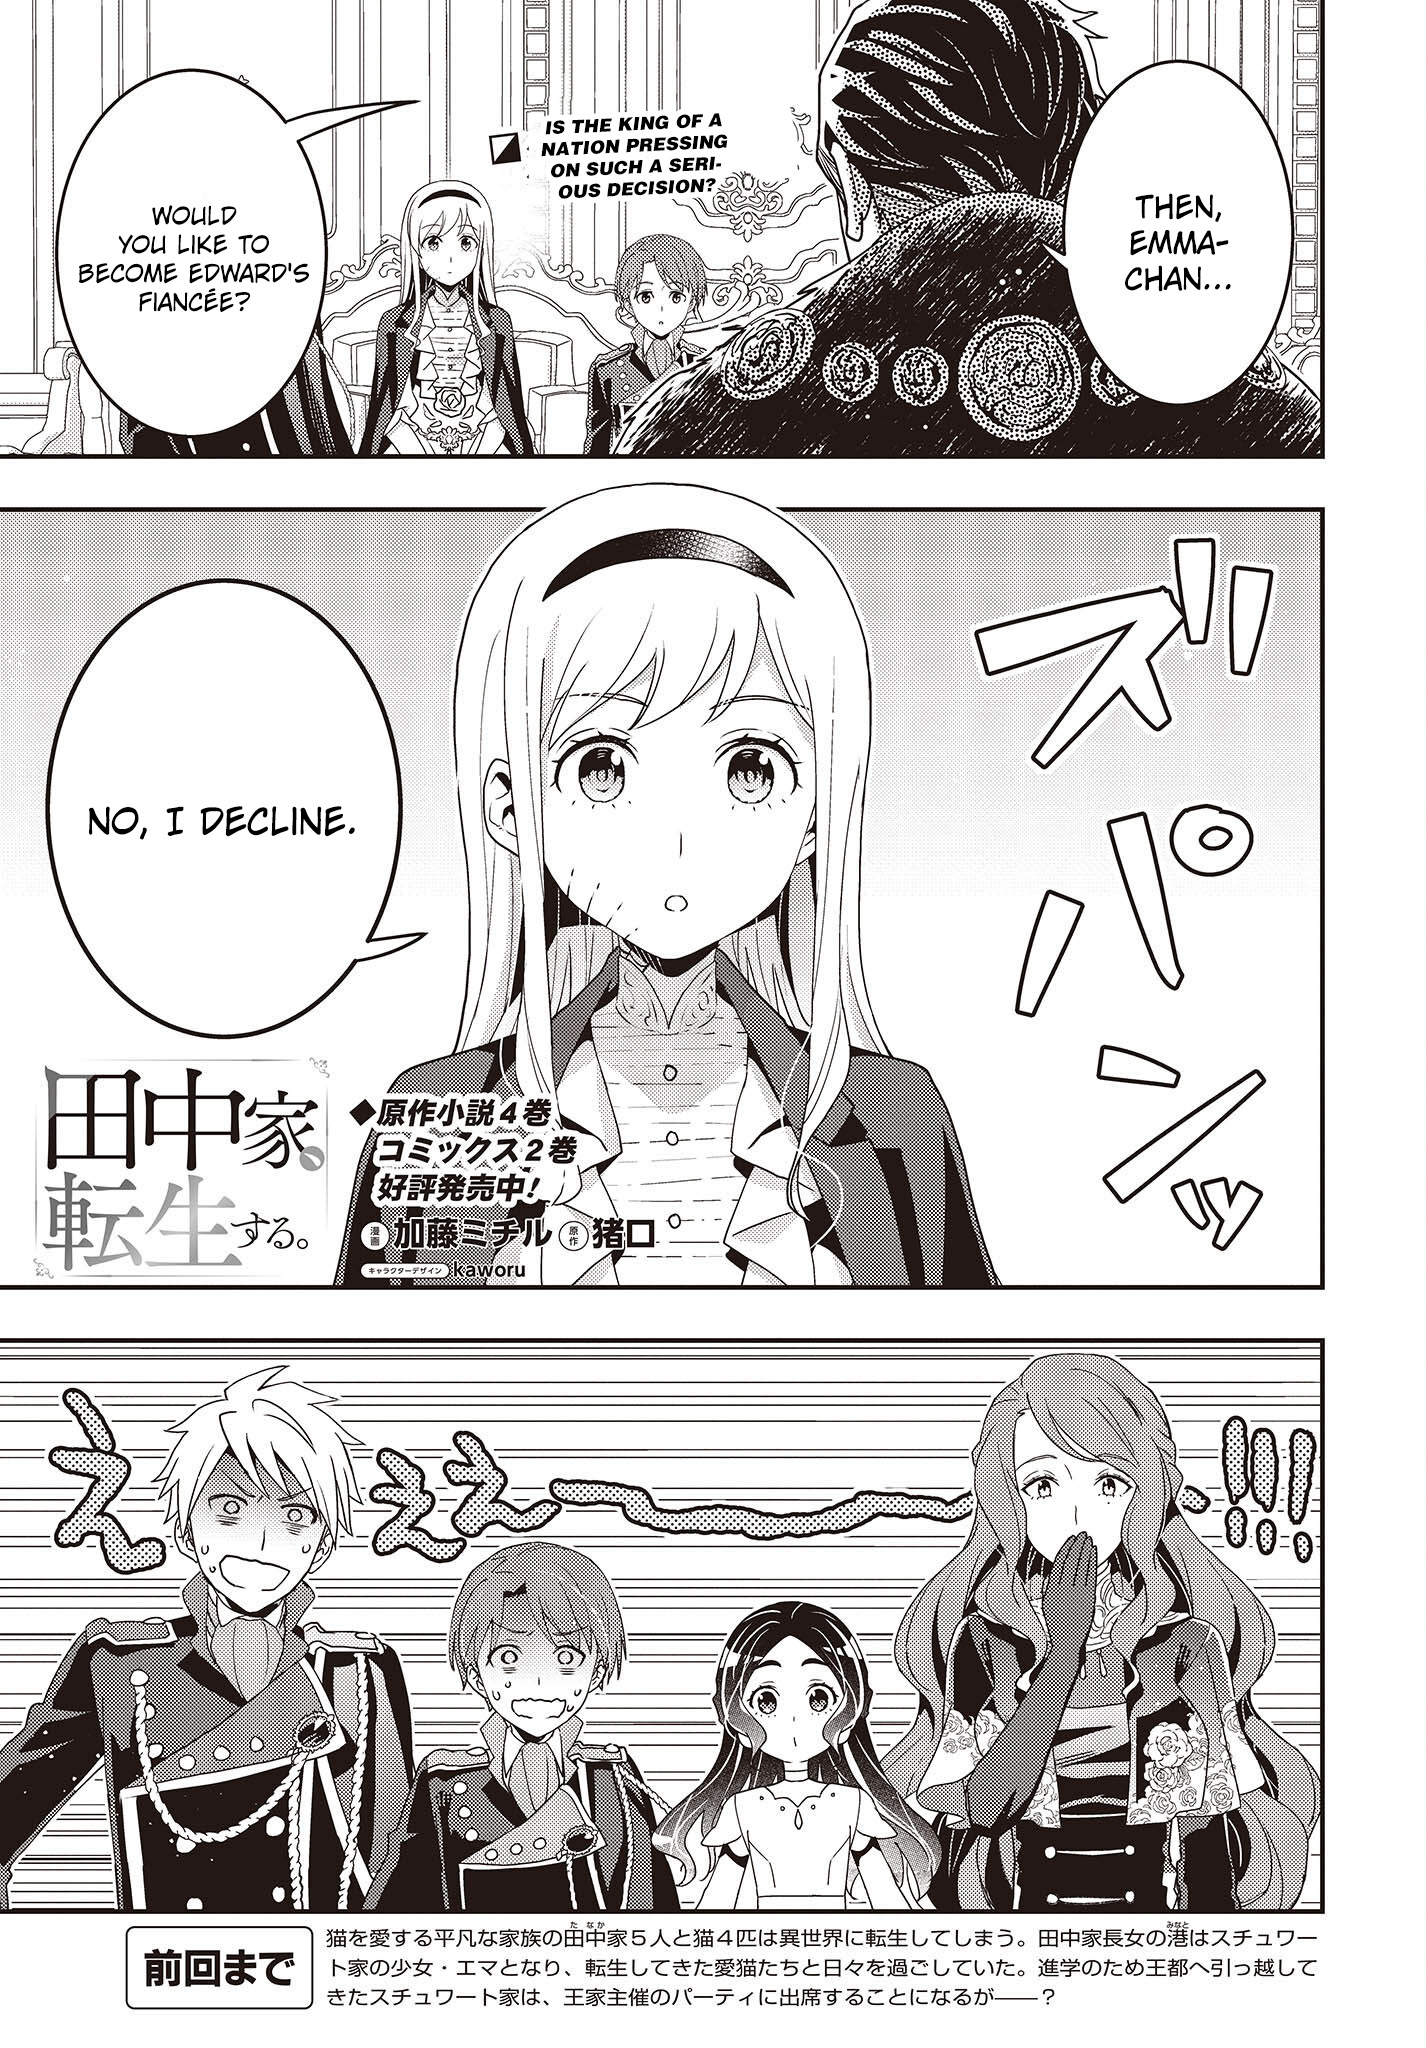 THEN,
EMMA-
CHAN...
IS THE KING OF A
NATION PRESSING
ON SUCH A SERI-
OUS DECISION?
WOULD
YOU LIKE TO
BECOME EDWARD'S
FIANCÉE?
ズパンッ
NO, I DECLINE.
田中家、
転生する。
◆原作小説4巻
コミックス2巻
好評発売中!
漫画 加藤ミチル 原作 猪口
キャラクターデザイン kaworu
えぇえ〜〜〜!!!!
前回まで
猫を愛する平凡な家族の田中家5人と猫4匹は異世界に転生してしまう。田中家長女の港はスチュワー
ト家の少女・エマとなり、転生してきた愛猫たちと日々を過ごしていた。進学のため王都へ引っ越して
きたスチュワート家は、王家主催のパーティに出席することになるが――?